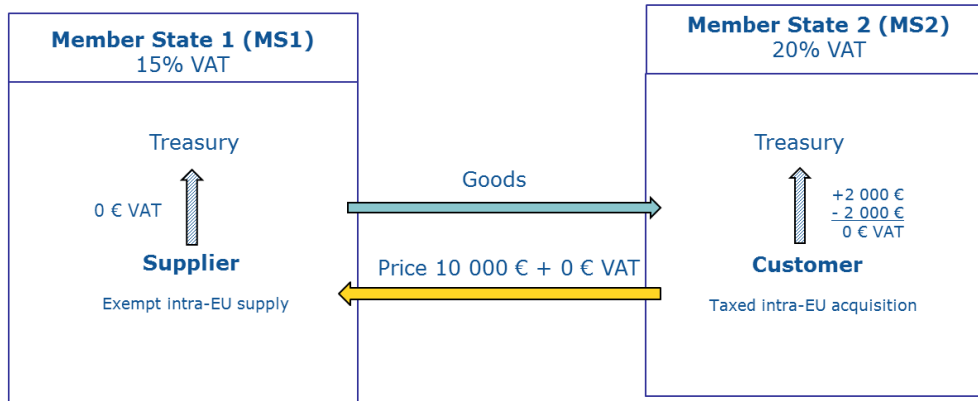 Member State 1 (MS1)
15% VAT
Treasury
0 € VAT
Supplier
Exempt intra-EU supply
Goods
Price 10 000 € + 0 € VAT
Member State 2 (MS2)
20% VAT
Treasury
+2 000 €
- 2 000 €
0 € VAT
Customer
Taxed intra-EU acquisition